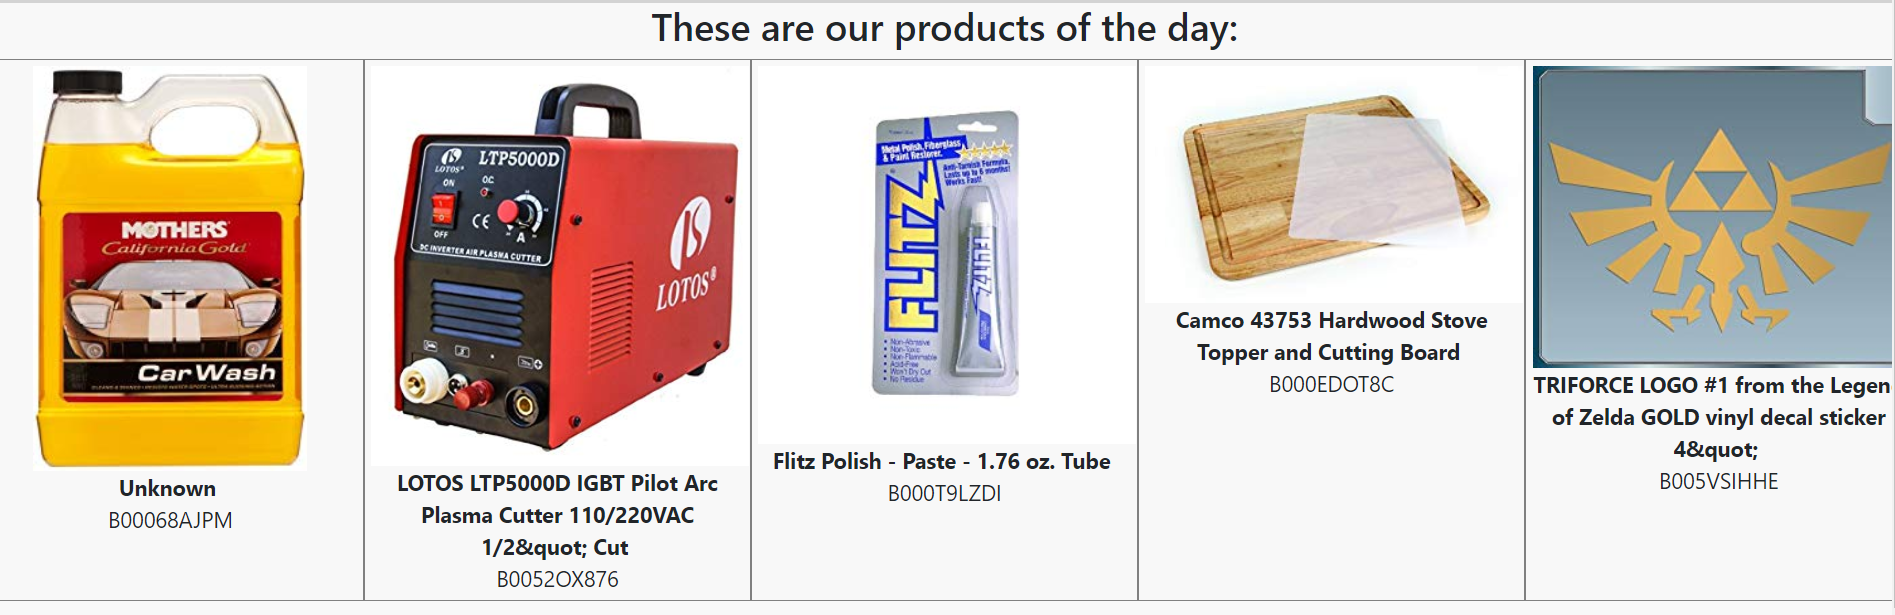 These are our products of the day:
MOTHERS
California Gold
Car Wash
Unknown
B00068AJPM
LOTOS
LTP5000D
ON
OC
OFF
CE
A
DC INVERTER AIR PLASMA CUTTER
LOTOS®
LOTOS LTP5000D IGBT Pilot Arc
Plasma Cutter 110/220VAC
1/2&quot; Cut
B0052OX876
Metal Polish, Fiberglass
& Paint Restorer.
Anti-Tarnish Formula,
Lasts up to 6 months!
Works Fast!
FLITZ
FLITZ
• Non-Abrasive
• Non-Toxic
• Non-Flammable
• Acid-Free
• Won't Dry Out
• No Residue
Flitz Polish - Paste - 1.76 oz. Tube
B000T9LZDI
Camco 43753 Hardwood Stove
Topper and Cutting Board
B000EDOT8C
TRIFORCE LOGO #1 from the Legen
of Zelda GOLD vinyl decal sticker
4&quot;
B005VSIHHE